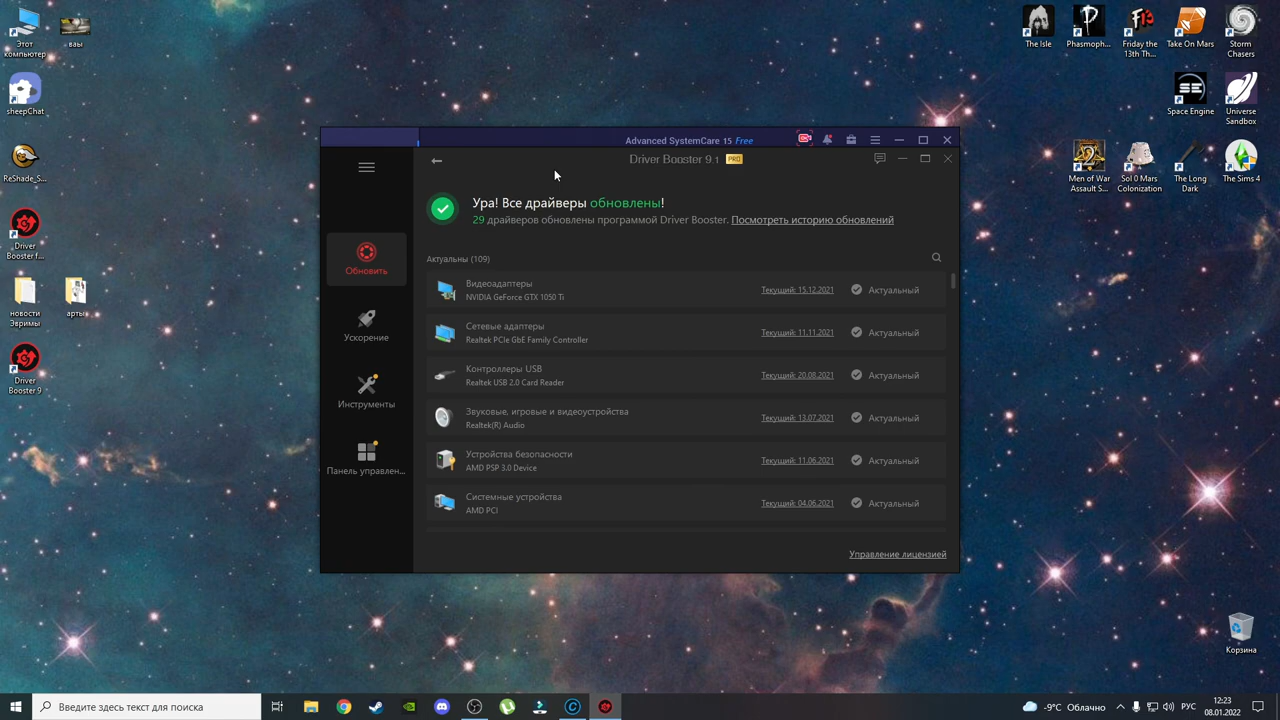 Этот
компьютер
ваы
sheepChat
ReShade_S...
Driver
Booster f...
новости
Эвримы
арты
Driver
Booster 9
The Isle
Phasmoph...
Friday the
13th Th...
Take On Mars
Storm
Chasers
Space Engine
Universe
Sandbox
Men of War
Assault S...
Sol 0 Mars
Colonization
The Long
Dark
The Sims 4
Advanced SystemCare 15 Free
Driver Booster 9.1 PRO
Ура! Все драйверы обновлены!
29 драйверов обновлены программой Driver Booster. Посмотреть историю обновлений
Актуальны (109)
Обновить
Ускорение
Инструменты
Панель управлен...
Видеоадаптеры
NVIDIA GeForce GTX 1050 Ti
Текущий: 15.12.2021
Актуальный
Сетевые адаптеры
Realtek PCIe GbE Family Controller
Текущий: 11.11.2021
Актуальный
Контроллеры USB
Realtek USB 2.0 Card Reader
Текущий: 20.08.2021
Актуальный
Звуковые, игровые и видеоустройства
Realtek(R) Audio
Текущий: 13.07.2021
Актуальный
Устройства безопасности
AMD PSP 3.0 Device
Текущий: 11.06.2021
Актуальный
Системные устройства
AMD PCI
Текущий: 04.06.2021
Актуальный
Управление лицензией
Корзина
Введите здесь текст для поиска
-9°C Облачно
РУС
12:23
08.01.2022